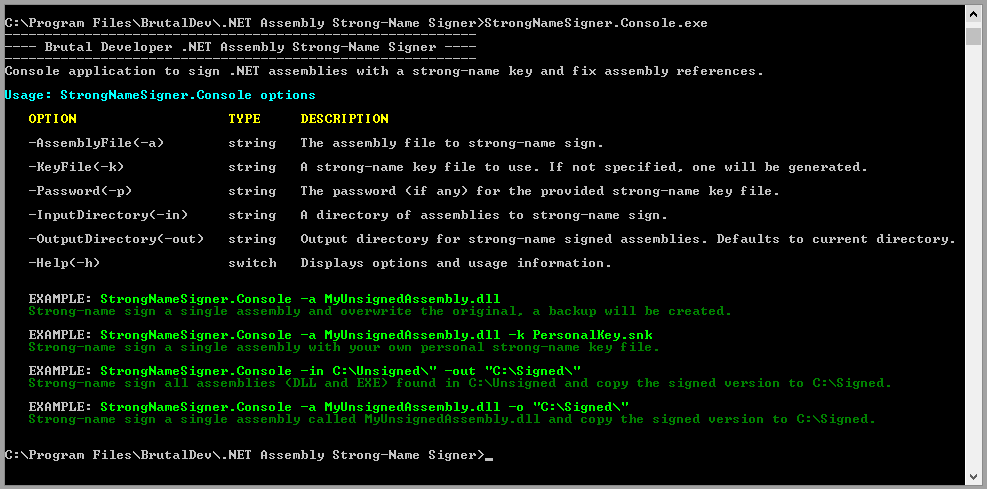 C:\Program Files\BrutalDev\.NET Assembly Strong-Name Signer>StrongNameSigner.Console.exe
-----------------------------------------------------------
---- Brutal Developer .NET Assembly Strong-Name Signer ----
-----------------------------------------------------------
Console application to sign .NET assemblies with a strong-name key and fix assembly references.
Usage: StrongNameSigner.Console options
OPTION TYPE DESCRIPTION
-AssemblyFile(-a) string The assembly file to strong-name sign.
-KeyFile(-k) string A strong-name key file to use. If not specified, one will be generated.
-Password(-p) string The password (if any) for the provided strong-name key file.
-InputDirectory(-in) string A directory of assemblies to strong-name sign.
-OutputDirectory(-out) string Output directory for strong-name signed assemblies. Defaults to current directory.
-Help(-h) switch Displays options and usage information.
EXAMPLE: StrongNameSigner.Console -a MyUnsignedAssembly.dll
Strong-name sign a single assembly and overwrite the original, a backup will be created.
EXAMPLE: StrongNameSigner.Console -a MyUnsignedAssembly.dll -k PersonalKey.snk
Strong-name sign a single assembly with your own personal strong-name key file.
EXAMPLE: StrongNameSigner.Console -in C:\Unsigned\" -out "C:\Signed\"
Strong-name sign all assemblies (DLL and EXE) found in C:\Unsigned and copy the signed version to C:\Signed.
EXAMPLE: StrongNameSigner.Console -a MyUnsignedAssembly.dll -o "C:\Signed\"
Strong-name sign a single assembly called MyUnsignedAssembly.dll and copy the signed version to C:\Signed.
C:\Program Files\BrutalDev\.NET Assembly Strong-Name Signer>_